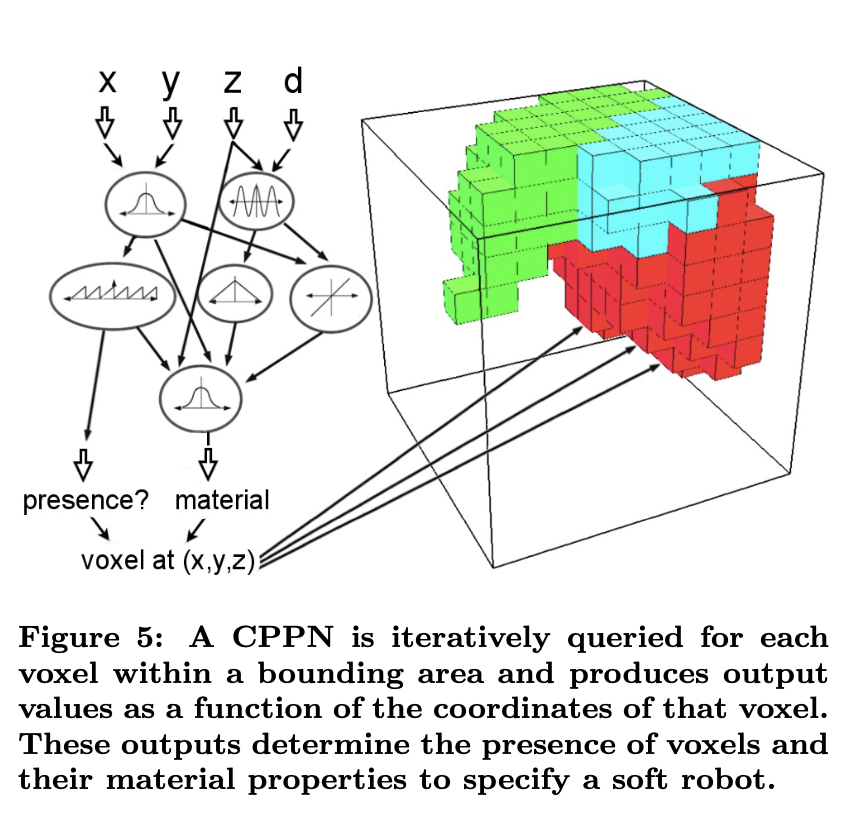 x y z d
presence? material
voxel at (x,y,z)
Figure 5: A CPPN is iteratively queried for each
voxel within a bounding area and produces output
values as a function of the coordinates of that voxel.
These outputs determine the presence of voxels and
their material properties to specify a soft robot.